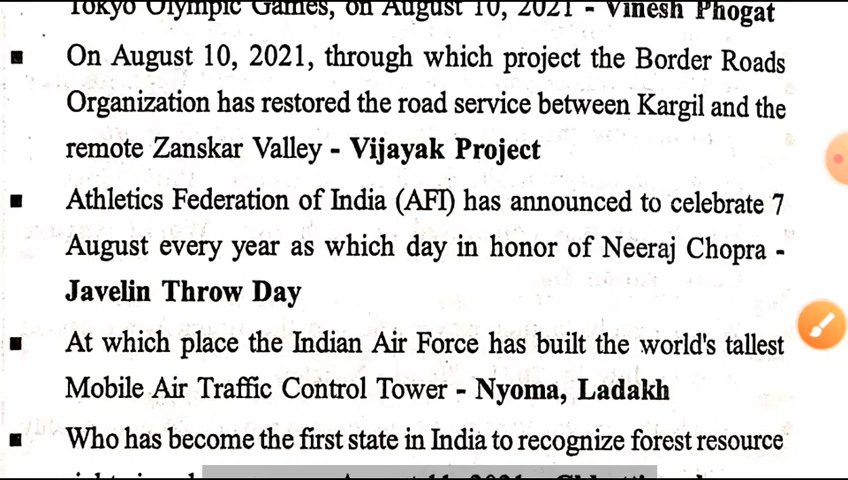 Tokyo Olympic Games, on August 10, 2021 - Vinesh Phogat
■ On August 10, 2021, through which project the Border Roads
Organization has restored the road service between Kargil and the
remote Zanskar Valley - Vijayak Project
■ Athletics Federation of India (AFI) has announced to celebrate 7
August every year as which day in honor of Neeraj Chopra -
Javelin Throw Day
■ At which place the Indian Air Force has built the world's tallest
Mobile Air Traffic Control Tower - Nyoma, Ladakh
■ Who has become the first state in India to recognize forest resource